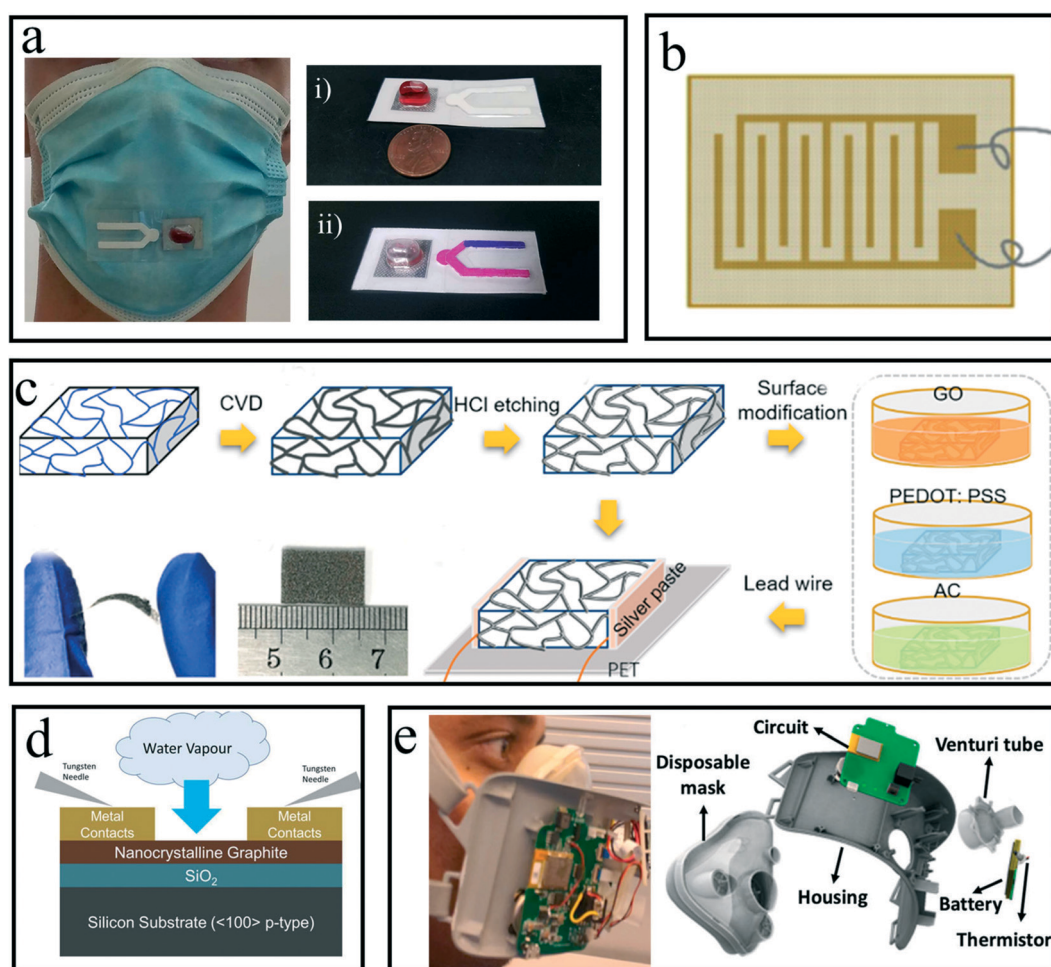 a
i)
ii)
b
c
CVD
HCl etching
Surface
modification
GO
PEDOT: PSS
AC
Lead wire
Silver paste
PET
5 6 7
d
Water Vapour
Tungsten
Needle
Tungsten
Needle
Metal
Contacts
Metal
Contacts
Nanocrystalline Graphite
SiO₂
Silicon Substrate (<100> p-type)
e
Circuit
Disposable
mask
Venturi tube
Housing
Battery
Thermistor